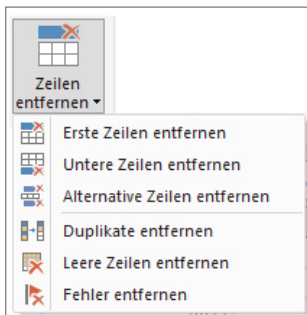 Zeilen
entfernen
Erste Zeilen entfernen
Untere Zeilen entfernen
Alternative Zeilen entfernen
Duplikate entfernen
Leere Zeilen entfernen
Fehler entfernen